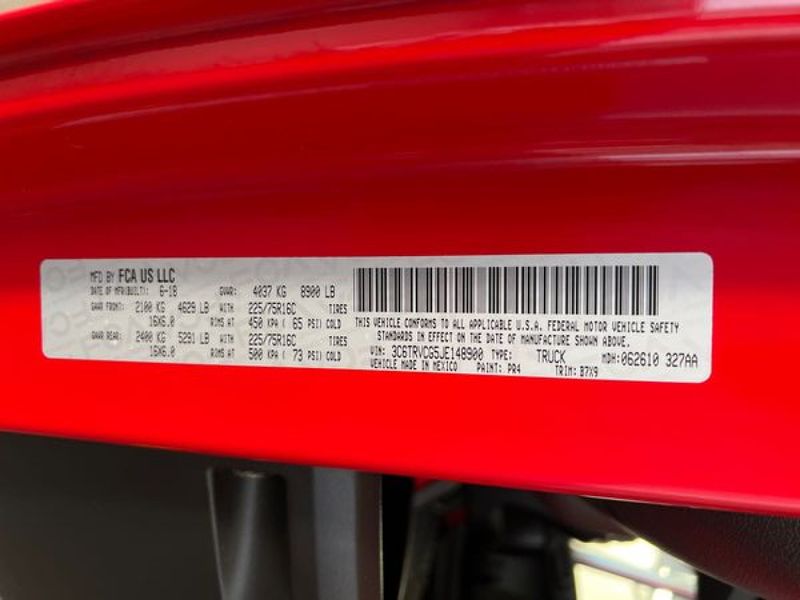 MFD BY FCA US LLC
DATE OF MFR(BUILT): 6-18 GVWR: 4037 KG 8900 LB
GAWR FRONT: 2100 KG 4629 LB WITH 225/75R16C TIRES
16X6.0 RIMS AT 450 KPA ( 65 PSI) COLD
GAWR REAR: 2400 KG 5291 LB WITH 225/75R16C TIRES
16X6.0 RIMS AT 500 KPA ( 73 PSI) COLD
THIS VEHICLE CONFORMS TO ALL APPLICABLE U.S.A. FEDERAL MOTOR VEHICLE SAFETY
STANDARDS IN EFFECT ON THE DATE OF MANUFACTURE SHOWN ABOVE.
VIN: 3C6TRVCG5JE148900 TYPE: TRUCK MDH:062610 327AA
VEHICLE MADE IN MEXICO PAINT: PR4 TRIM: B7X9